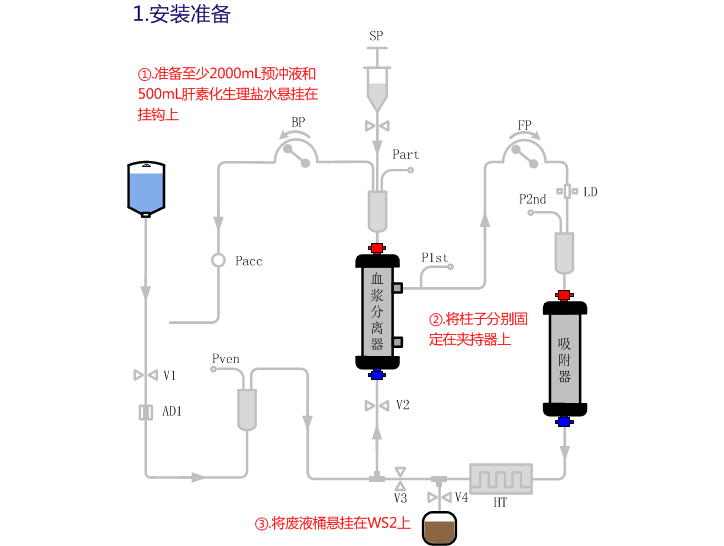 1.安装准备
SP
①.准备至少2000mL预冲液和
500mL肝素化生理盐水悬挂在
挂钩上
BP
FP
Part
LD
P2nd
Pacc
P1st
血浆分离器
②.将柱子分别固
定在夹持器上
吸附器
Pven
V1
AD1
V2
V3
V4
HT
③.将废液桶悬挂在WS2上